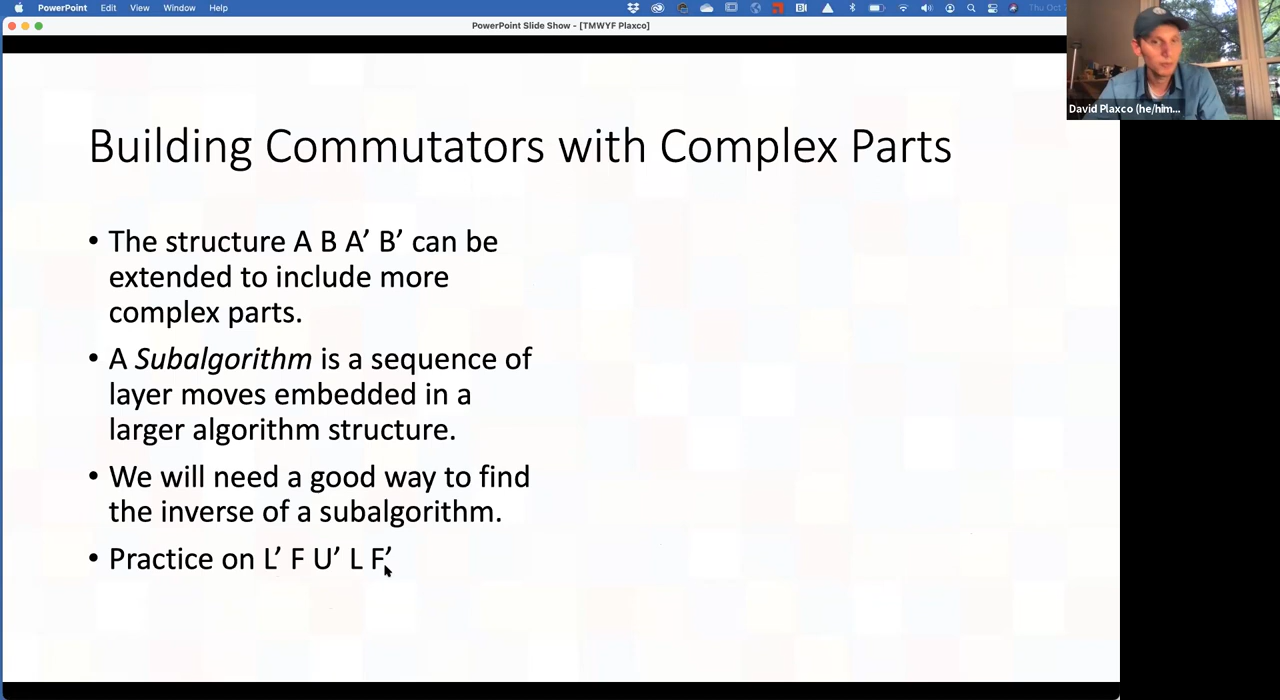 PowerPoint Edit View Window Help Thu Oct
PowerPoint Slide Show - [TMWYF Plaxco]
David Plaxco (he/him...
Building Commutators with Complex Parts
• The structure A B A’ B’ can be
extended to include more
complex parts.
• A Subalgorithm is a sequence of
layer moves embedded in a
larger algorithm structure.
• We will need a good way to find
the inverse of a subalgorithm.
• Practice on L’ F U’ L F’